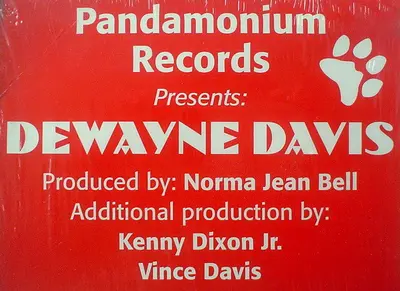 Pandamonium
Records
Presents:
DEWAYNE DAVIS
Produced by: Norma Jean Bell
Additional production by:
Kenny Dixon Jr.
Vince Davis